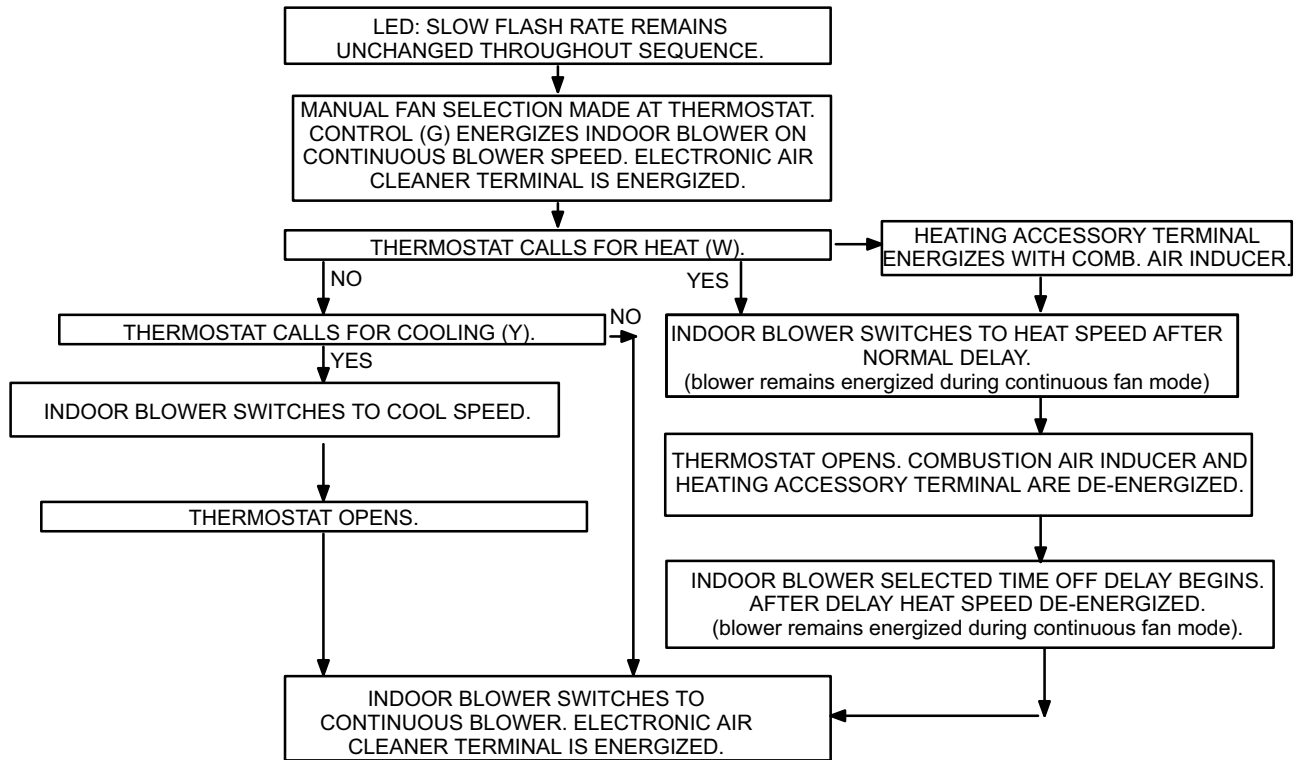 LED: SLOW FLASH RATE REMAINS
UNCHANGED THROUGHOUT SEQUENCE.
MANUAL FAN SELECTION MADE AT THERMOSTAT.
CONTROL (G) ENERGIZES INDOOR BLOWER ON
CONTINUOUS BLOWER SPEED. ELECTRONIC AIR
CLEANER TERMINAL IS ENERGIZED.
THERMOSTAT CALLS FOR HEAT (W).
HEATING ACCESSORY TERMINAL
ENERGIZES WITH COMB. AIR INDUCER.
NO
YES
THERMOSTAT CALLS FOR COOLING (Y).
NO
YES
INDOOR BLOWER SWITCHES TO HEAT SPEED AFTER
NORMAL DELAY.
(blower remains energized during continuous fan mode)
INDOOR BLOWER SWITCHES TO COOL SPEED.
THERMOSTAT OPENS. COMBUSTION AIR INDUCER AND
HEATING ACCESSORY TERMINAL ARE DE-ENERGIZED.
THERMOSTAT OPENS.
INDOOR BLOWER SELECTED TIME OFF DELAY BEGINS.
AFTER DELAY HEAT SPEED DE-ENERGIZED.
(blower remains energized during continuous fan mode).
INDOOR BLOWER SWITCHES TO
CONTINUOUS BLOWER. ELECTRONIC AIR
CLEANER TERMINAL IS ENERGIZED.